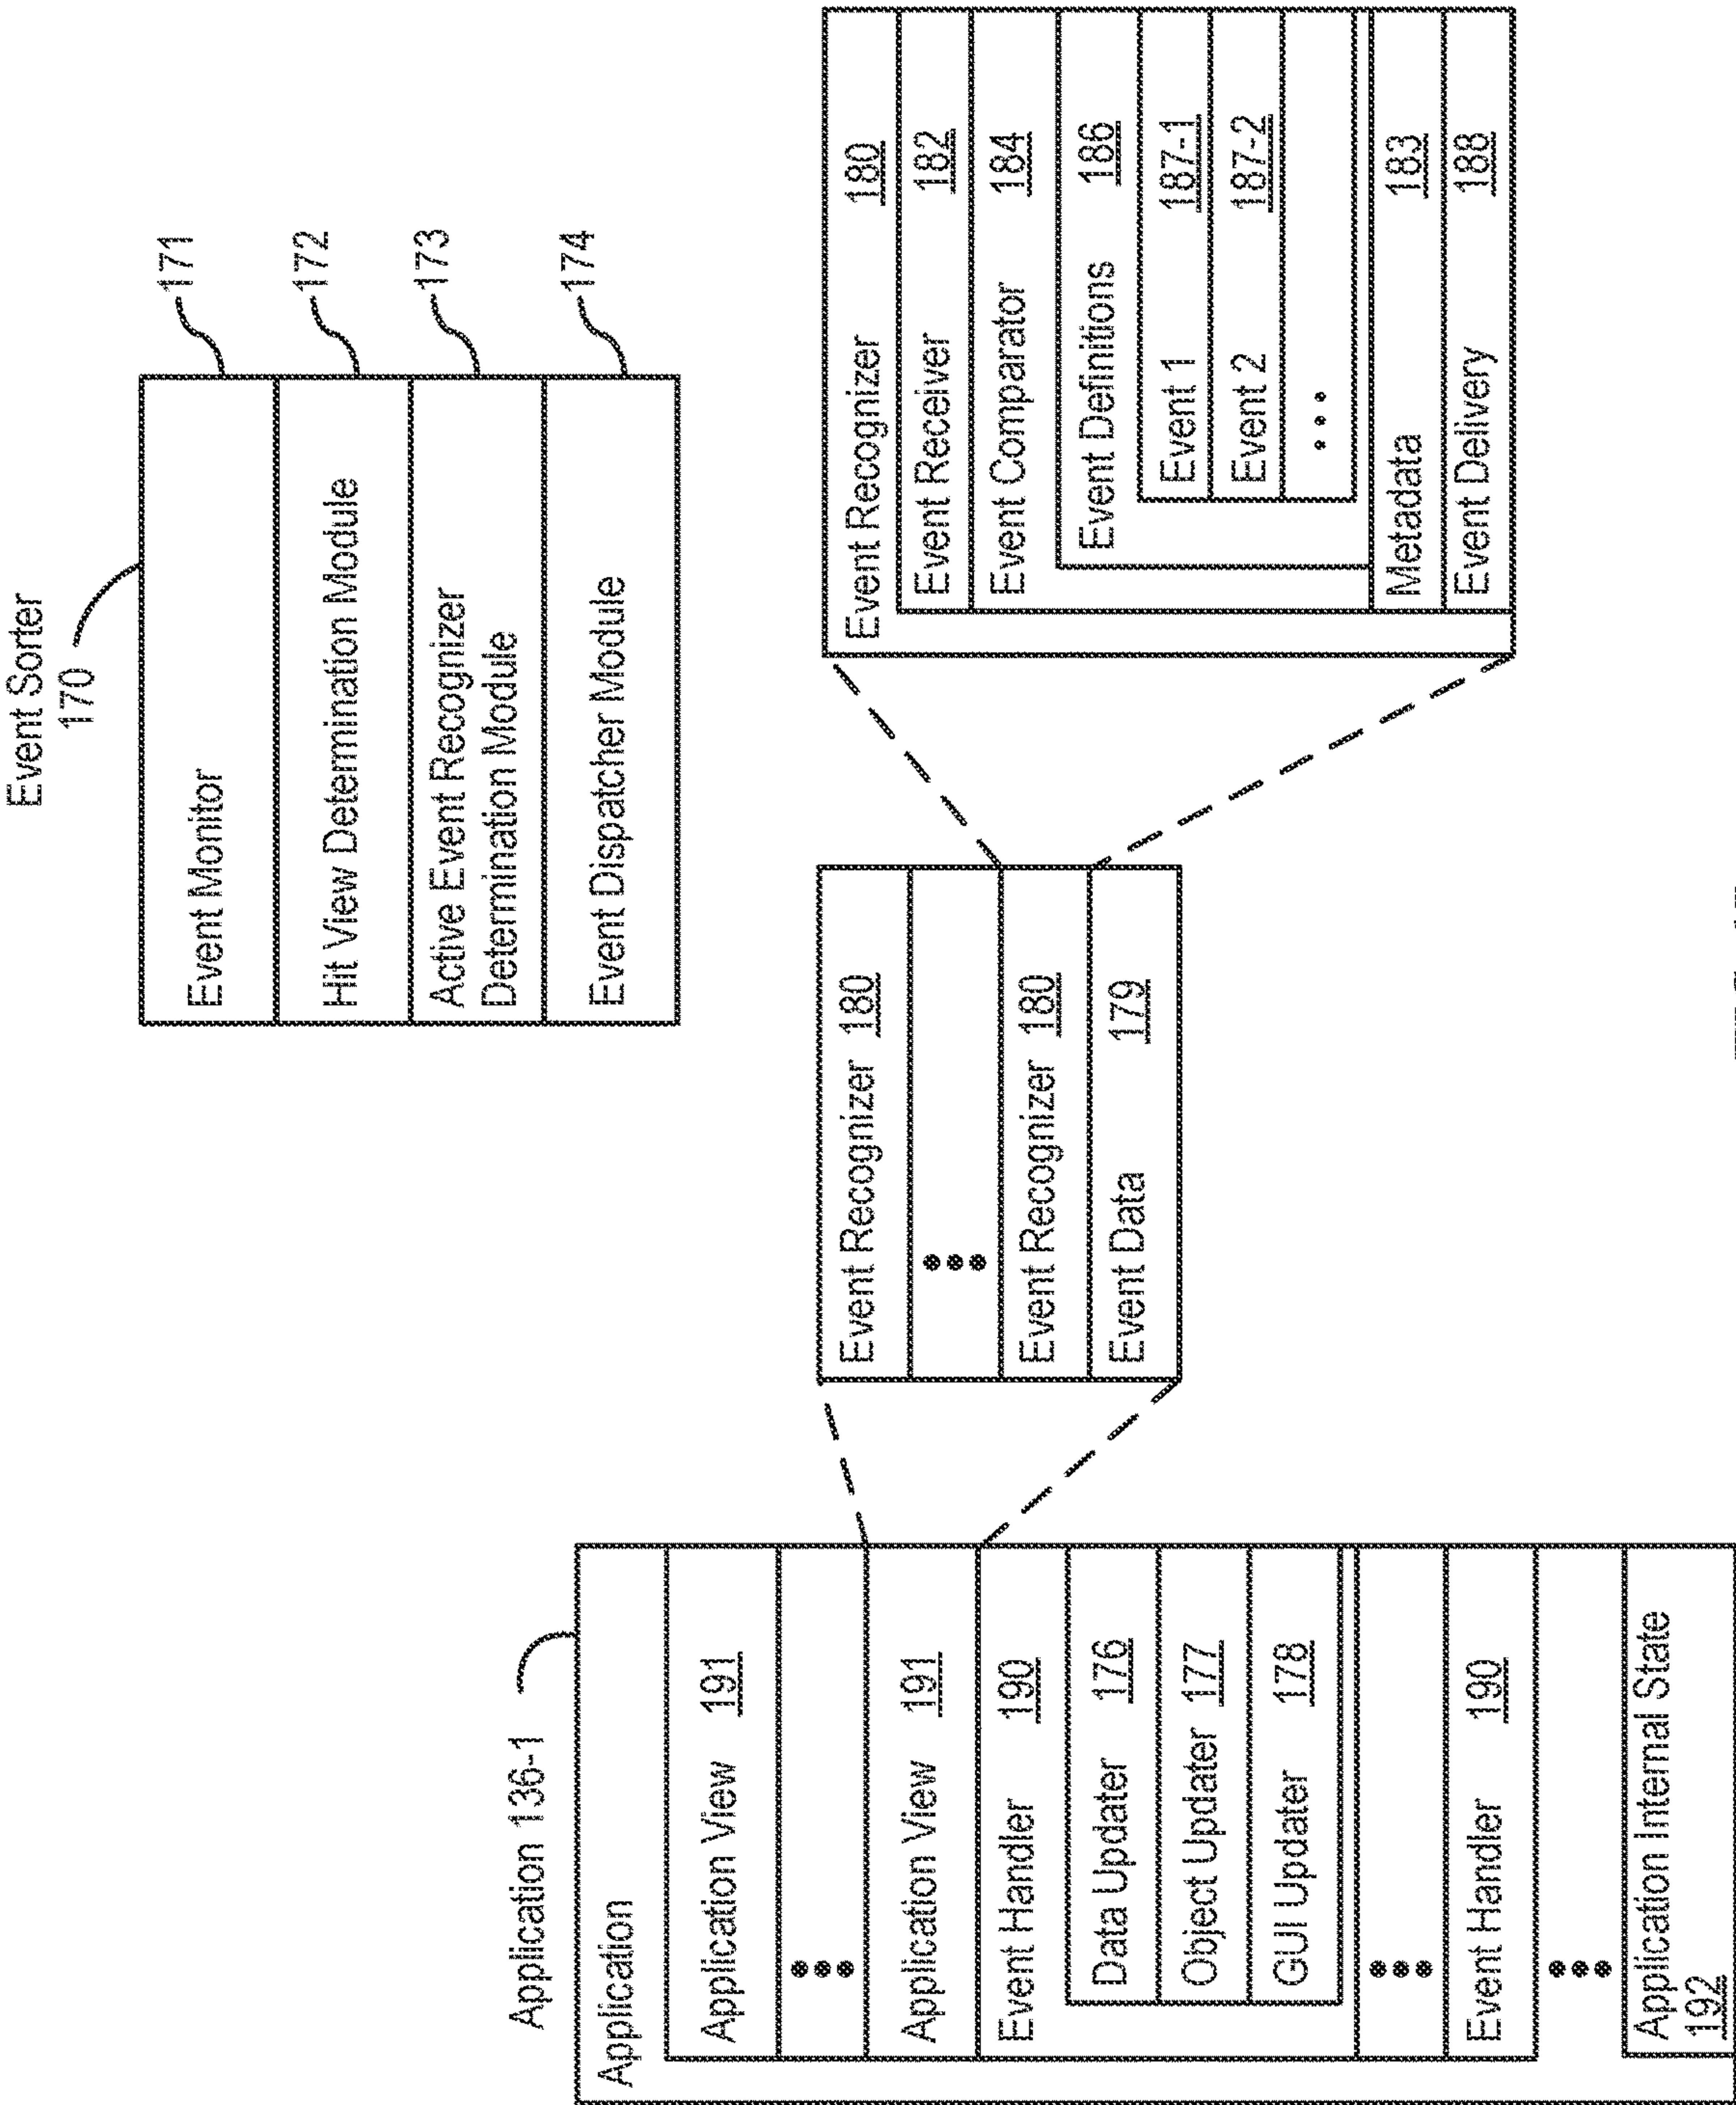 Event Sorter
170
Event Monitor
171
Hit View Determination Module
172
Active Event Recognizer
Determination Module
173
Event Dispatcher Module
174
Application 136-1
Application
Application View 191
•••
Application View 191
Event Handler 190
Data Updater 176
Object Updater 177
GUI Updater 178
•••
Event Handler 190
•••
Application Internal State
192
Event Recognizer 180
•••
Event Recognizer 180
Event Data 179
Event Recognizer 180
Event Receiver 182
Event Comparator 184
Event Definitions 186
Event 1 187-1
Event 2 187-2
•••
Metadata 183
Event Delivery 188